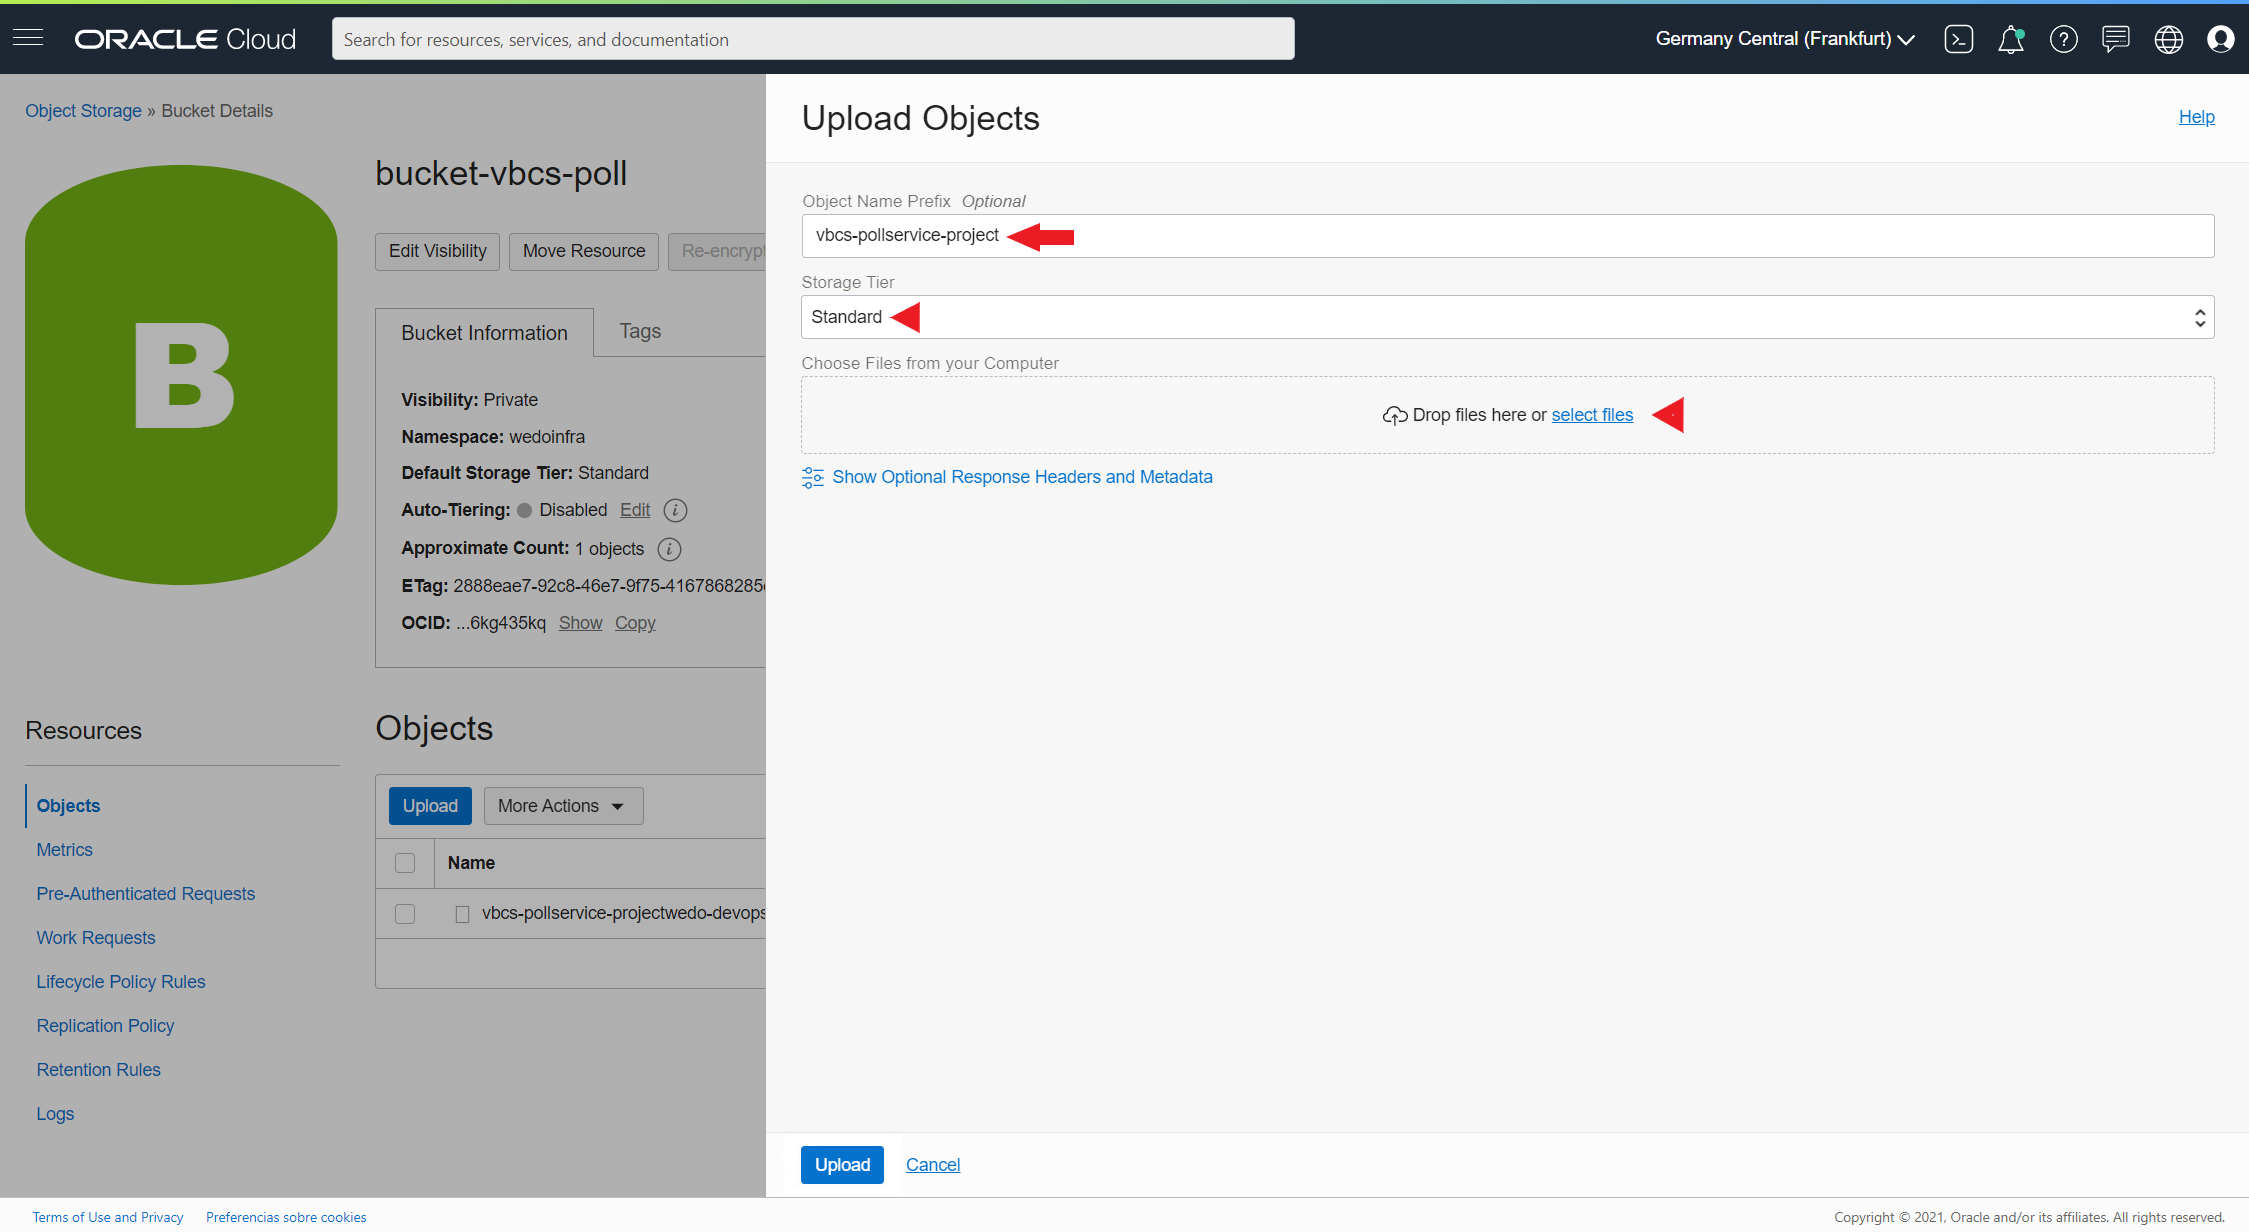 ORACLE Cloud
Search for resources, services, and documentation
Germany Central (Frankfurt)
Object Storage » Bucket Details
B
bucket-vbcs-poll
Edit Visibility
Move Resource
Re-encrypt
Bucket Information
Tags
Visibility: Private
Namespace: wedoinfra
Default Storage Tier: Standard
Auto-Tiering: Disabled Edit
Approximate Count: 1 objects
ETag: 2888eae7-92c8-46e7-9f75-4167868285
OCID: ...6kg435kq Show Copy
Resources
Objects
Metrics
Pre-Authenticated Requests
Work Requests
Lifecycle Policy Rules
Replication Policy
Retention Rules
Logs
Objects
Upload
More Actions
Name
vbcs-pollservice-projectwedo-devops
Upload Objects
Help
Object Name Prefix Optional
vbcs-pollservice-project
Storage Tier
Standard
Choose Files from your Computer
Drop files here or select files
Show Optional Response Headers and Metadata
Upload
Cancel
Terms of Use and Privacy
Preferencias sobre cookies
Copyright © 2021, Oracle and/or its affiliates. All rights reserved.